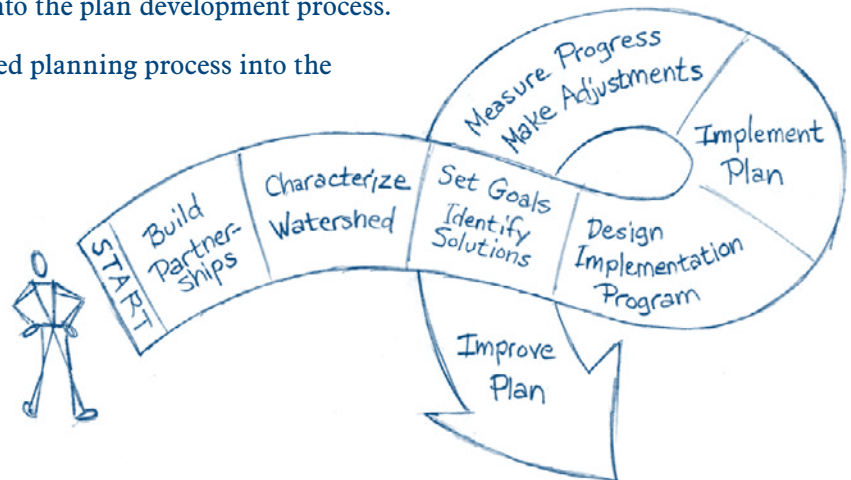 nto the plan development process.
ed planning process into the
START
Build
Partner-
ships
Characterize
Watershed
Set Goals
Identify
Solutions
Design
Implementation
Program
Implement
Plan
Measure Progress
Make Adjustments
Improve
Plan